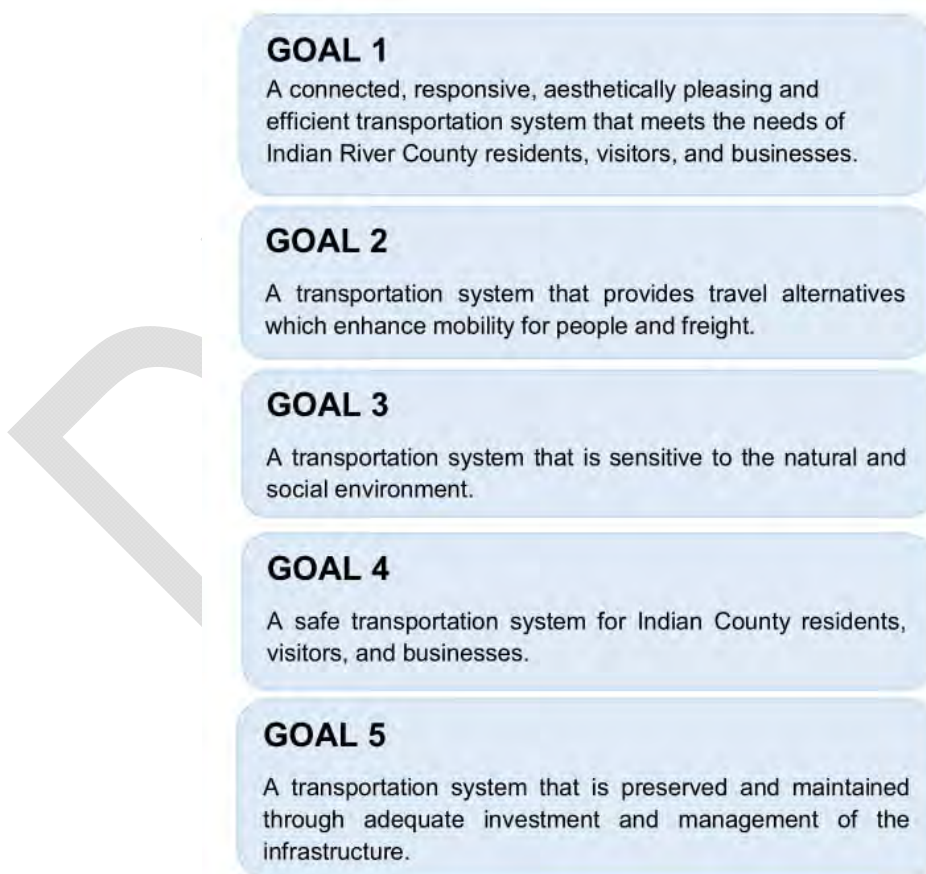 GOAL 1
A connected, responsive, aesthetically pleasing and
efficient transportation system that meets the needs of
Indian River County residents, visitors, and businesses.
GOAL 2
A transportation system that provides travel alternatives
which enhance mobility for people and freight.
GOAL 3
A transportation system that is sensitive to the natural and
social environment.
GOAL 4
A safe transportation system for Indian County residents,
visitors, and businesses.
GOAL 5
A transportation system that is preserved and maintained
through adequate investment and management of the
infrastructure.